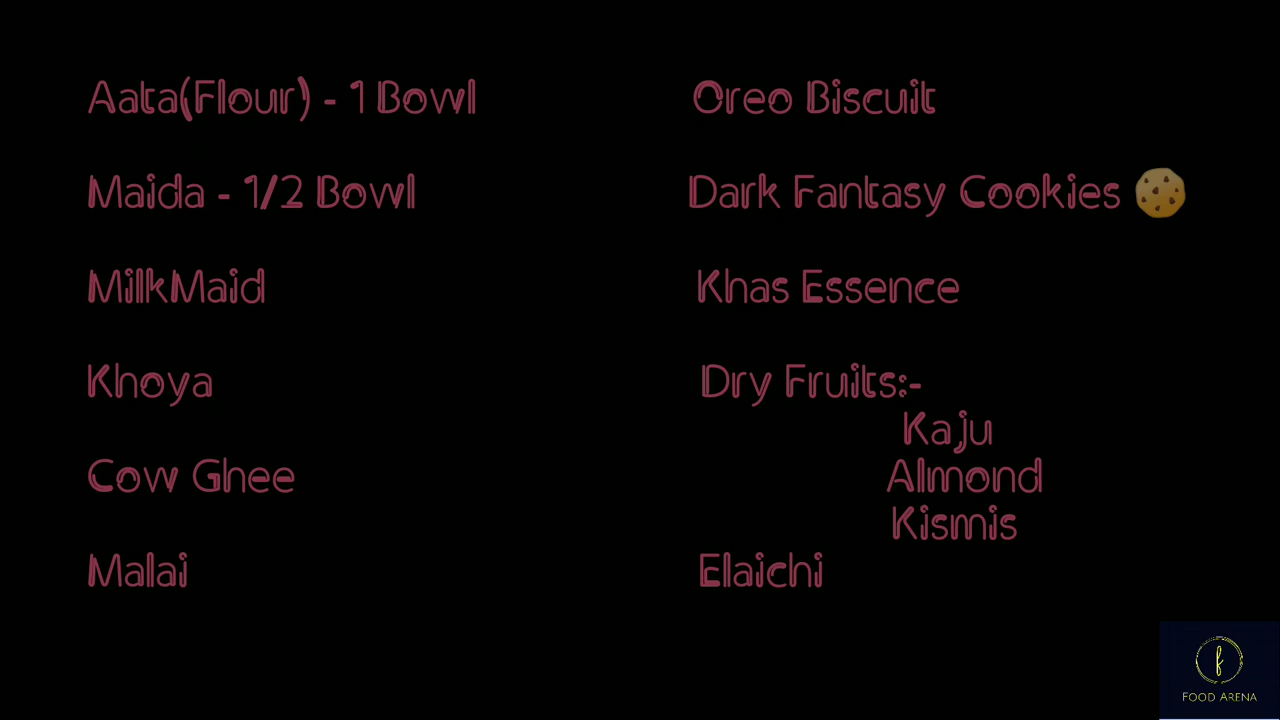 Aata(Flour) - 1 Bowl
Maida - 1/2 Bowl
MilkMaid
Khoya
Cow Ghee
Malai
Oreo Biscuit
Dark Fantasy Cookies 🍪
Khas Essence
Dry Fruits:-
Kaju
Almond
Kismis
Elaichi
f
FOOD ARENA